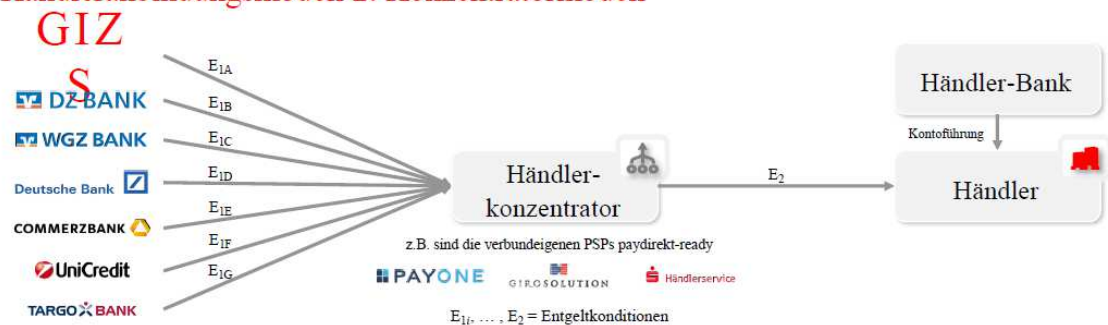 GIZ
S
DZ BANK
WGZ BANK
Deutsche Bank
COMMERZBANK
UniCredit
TARGO BANK
E1A
E1B
E1C
E1D
E1E
E1F
E1G
Händler-
konzentrator
z.B. sind die verbundeigenen PSPs paydirekt-ready
PAYONE
GIROSOLUTION
S Händlerservice
E1i, … , E2 = Entgeltkonditionen
E2
Händler-Bank
Kontoführung
Händler